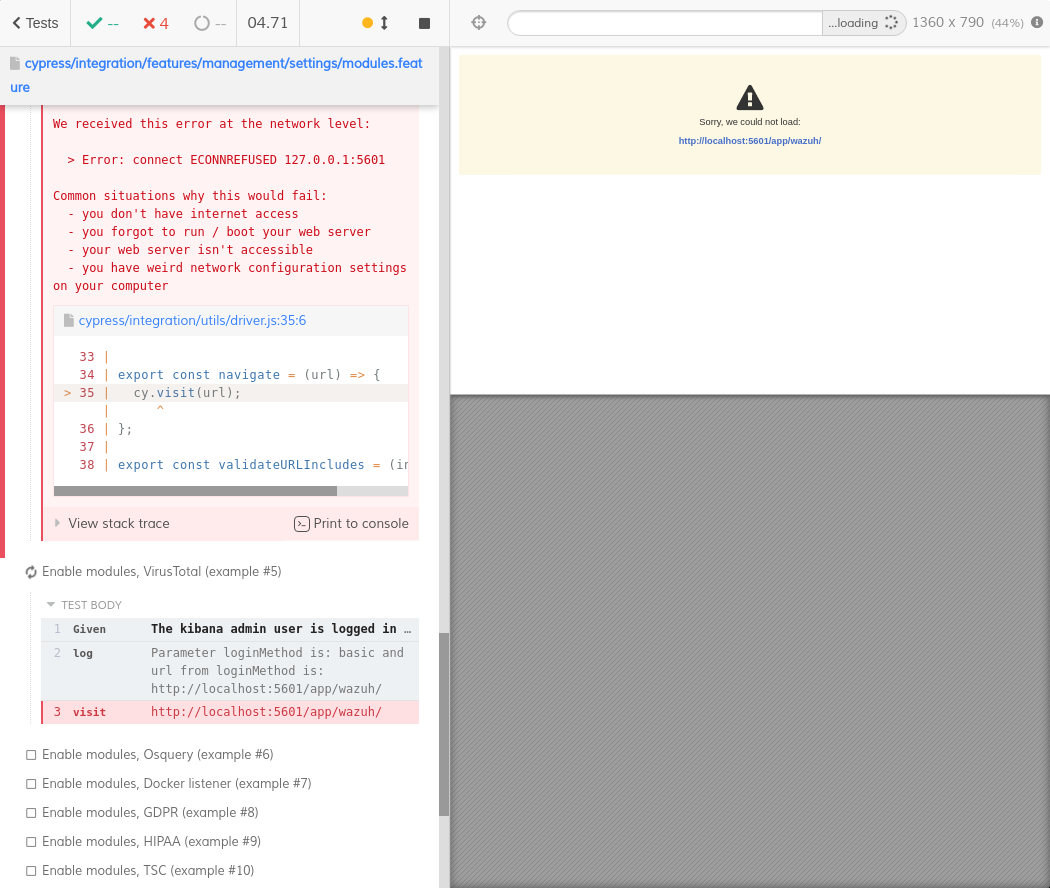 Tests
--
4
--
04.71
...loading
1360 x 790 (44%)
cypress/integration/features/management/settings/modules.feat
ure
We received this error at the network level:
> Error: connect ECONNREFUSED 127.0.0.1:5601
Common situations why this would fail:
- you don't have internet access
- you forgot to run / boot your web server
- your web server isn't accessible
- you have weird network configuration settings
on your computer
cypress/integration/utils/driver.js:35:6
33 |
34 | export const navigate = (url) => {
> 35 |   cy.visit(url);
|      ^
36 | };
37 |
38 | export const validateURLIncludes = (in
View stack trace
Print to console
Enable modules, VirusTotal (example #5)
TEST BODY
1 Given The kibana admin user is logged in …
2 log Parameter loginMethod is: basic and
url from loginMethod is:
http://localhost:5601/app/wazuh/
3 visit http://localhost:5601/app/wazuh/
Enable modules, Osquery (example #6)
Enable modules, Docker listener (example #7)
Enable modules, GDPR (example #8)
Enable modules, HIPAA (example #9)
Enable modules, TSC (example #10)
Sorry, we could not load:
http://localhost:5601/app/wazuh/